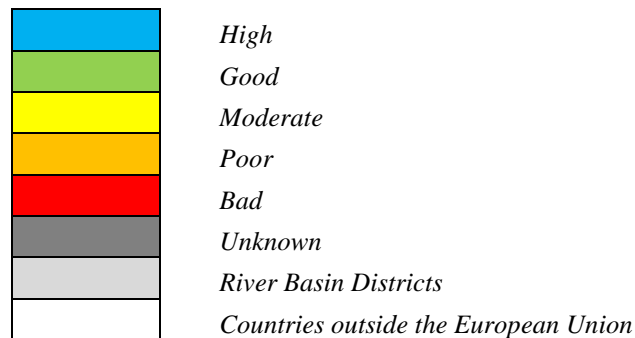 High
Good
Moderate
Poor
Bad
Unknown
River Basin Districts
Countries outside the European Union